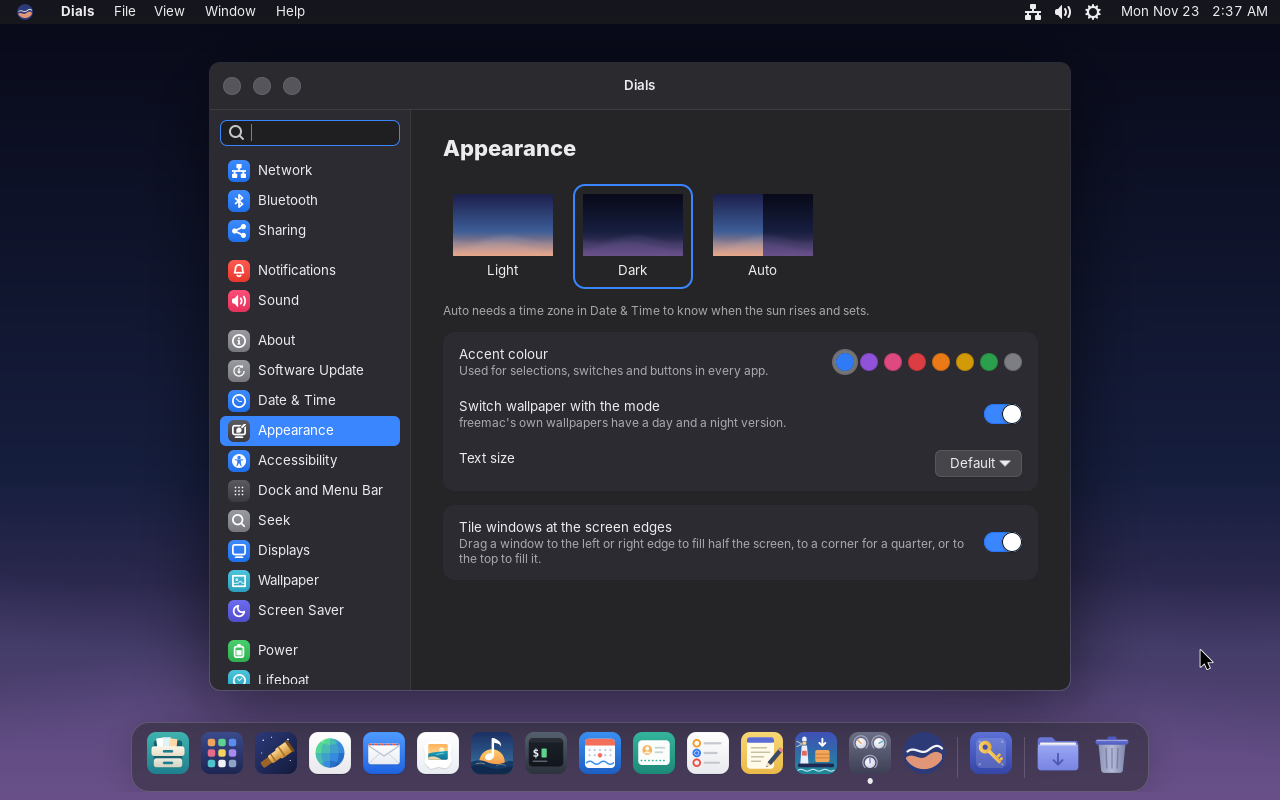 Dials File View Window Help Mon Nov 23 2:37 AM
Dials
Network
Bluetooth
Sharing
Notifications
Sound
About
Software Update
Date & Time
Appearance
Accessibility
Dock and Menu Bar
Seek
Displays
Wallpaper
Screen Saver
Power
Lifeboat
Appearance
Light Dark Auto
Auto needs a time zone in Date & Time to know when the sun rises and sets.
Accent colour
Used for selections, switches and buttons in every app.
Switch wallpaper with the mode
freemac's own wallpapers have a day and a night version.
Text size Default
Tile windows at the screen edges
Drag a window to the left or right edge to fill half the screen, to a corner for a quarter, or to
the top to fill it.
$